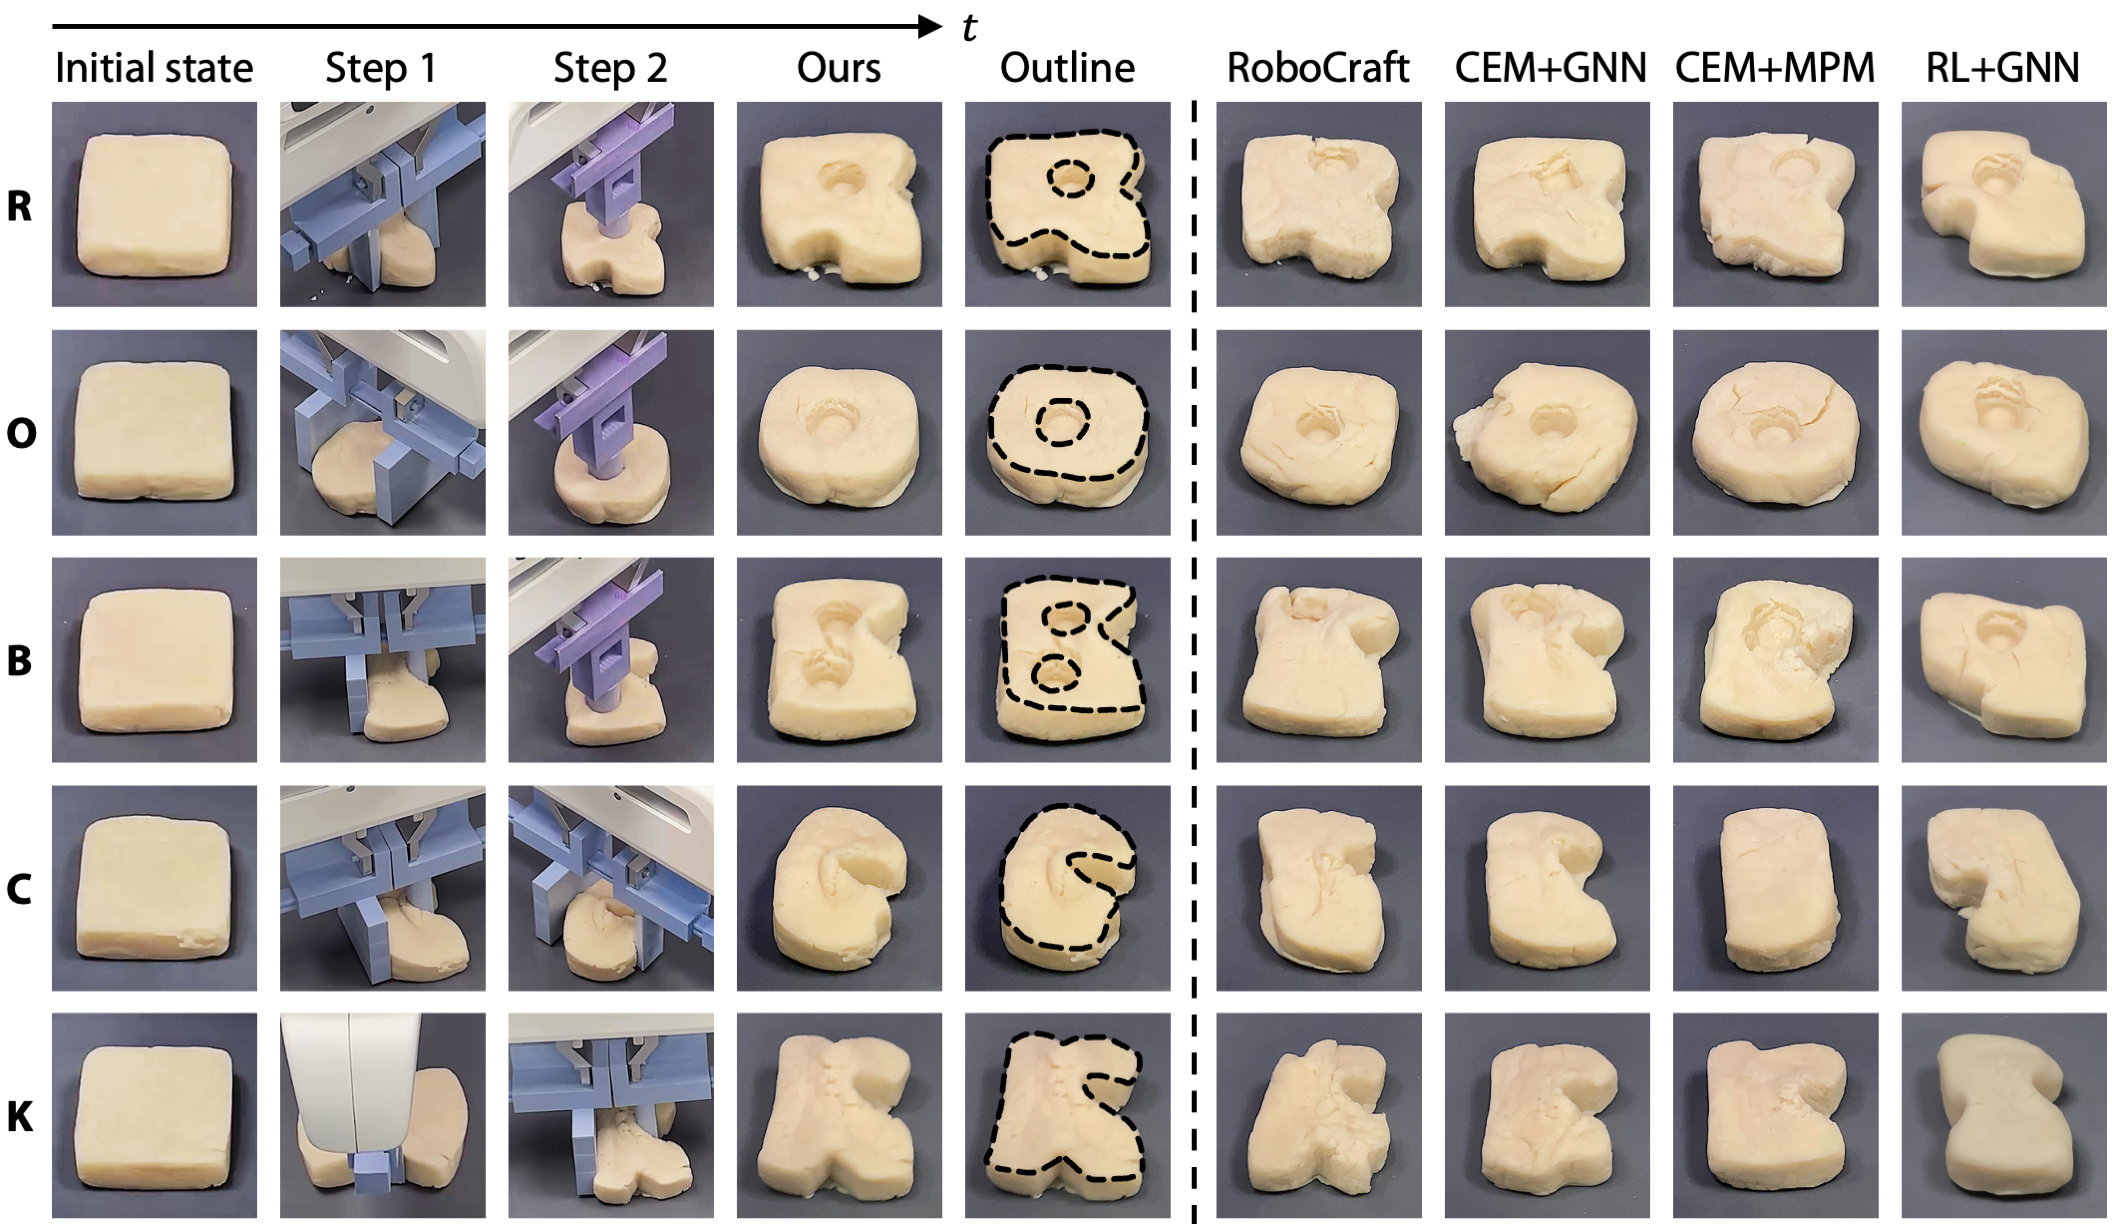 t
Initial state Step 1 Step 2 Ours Outline RoboCraft CEM+GNN CEM+MPM RL+GNN
R
O
B
C
K